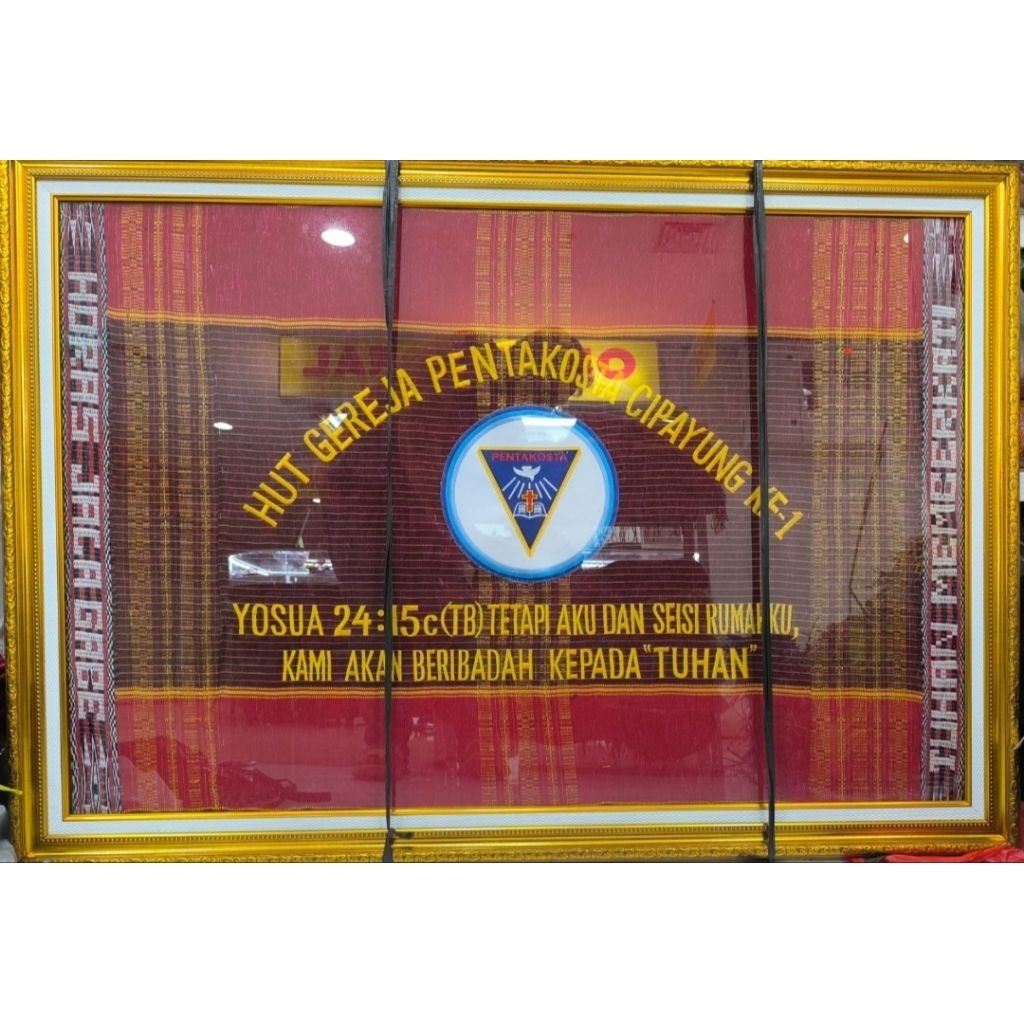 HUT GEREJA PENTAKOSTA CIPAYUNG KE-1
PENTAKOSTA
YOSUA 24:15c (TB) TETAPI AKU DAN SEISI RUMAHKU,
KAMI AKAN BERIBADAH KEPADA "TUHAN"
HORAS JALA GABE
TUHAN MEMBERKATI